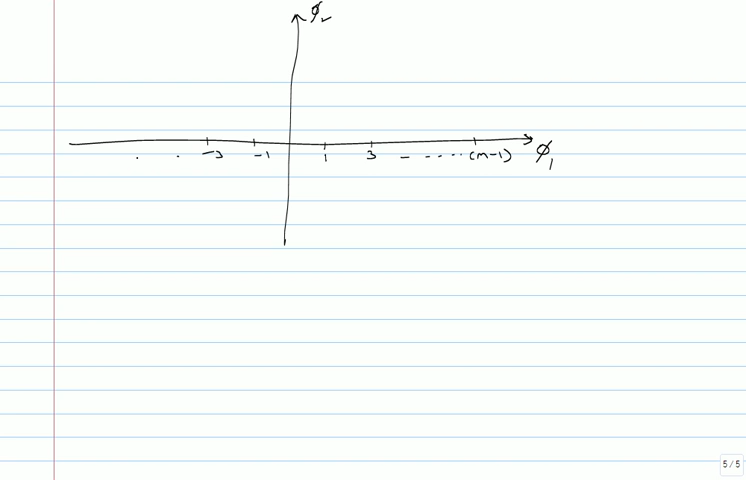 φ₂
. . -3 -1 1 3 - - - - . . (m-1) φ₁
5 / 5